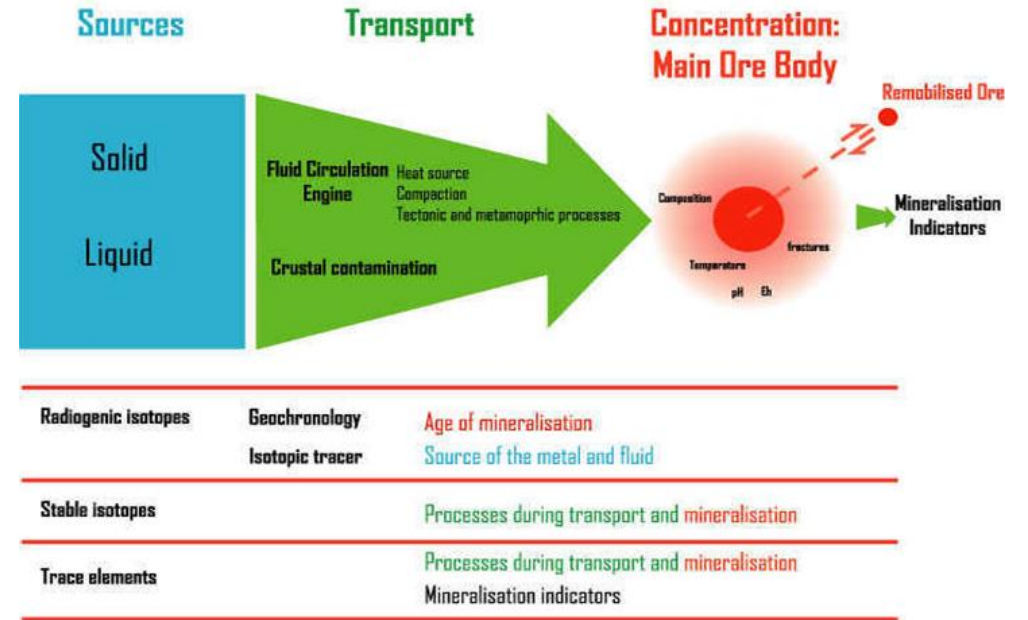 Sources
Transport
Concentration:
Main Ore Body
Remobilised Ore
Solid
Liquid
Fluid Circulation
Engine
Heat source
Compaction
Tectonic and metamoprhic processes
Crustal contamination
Composition
fractures
Temperature
pH Eh
Mineralisation
Indicators
Radiogenic isotopes
Geochronology
Age of mineralisation
Isotopic tracer
Source of the metal and fluid
Stable isotopes
Processes during transport and mineralisation
Trace elements
Processes during transport and mineralisation
Mineralisation indicators